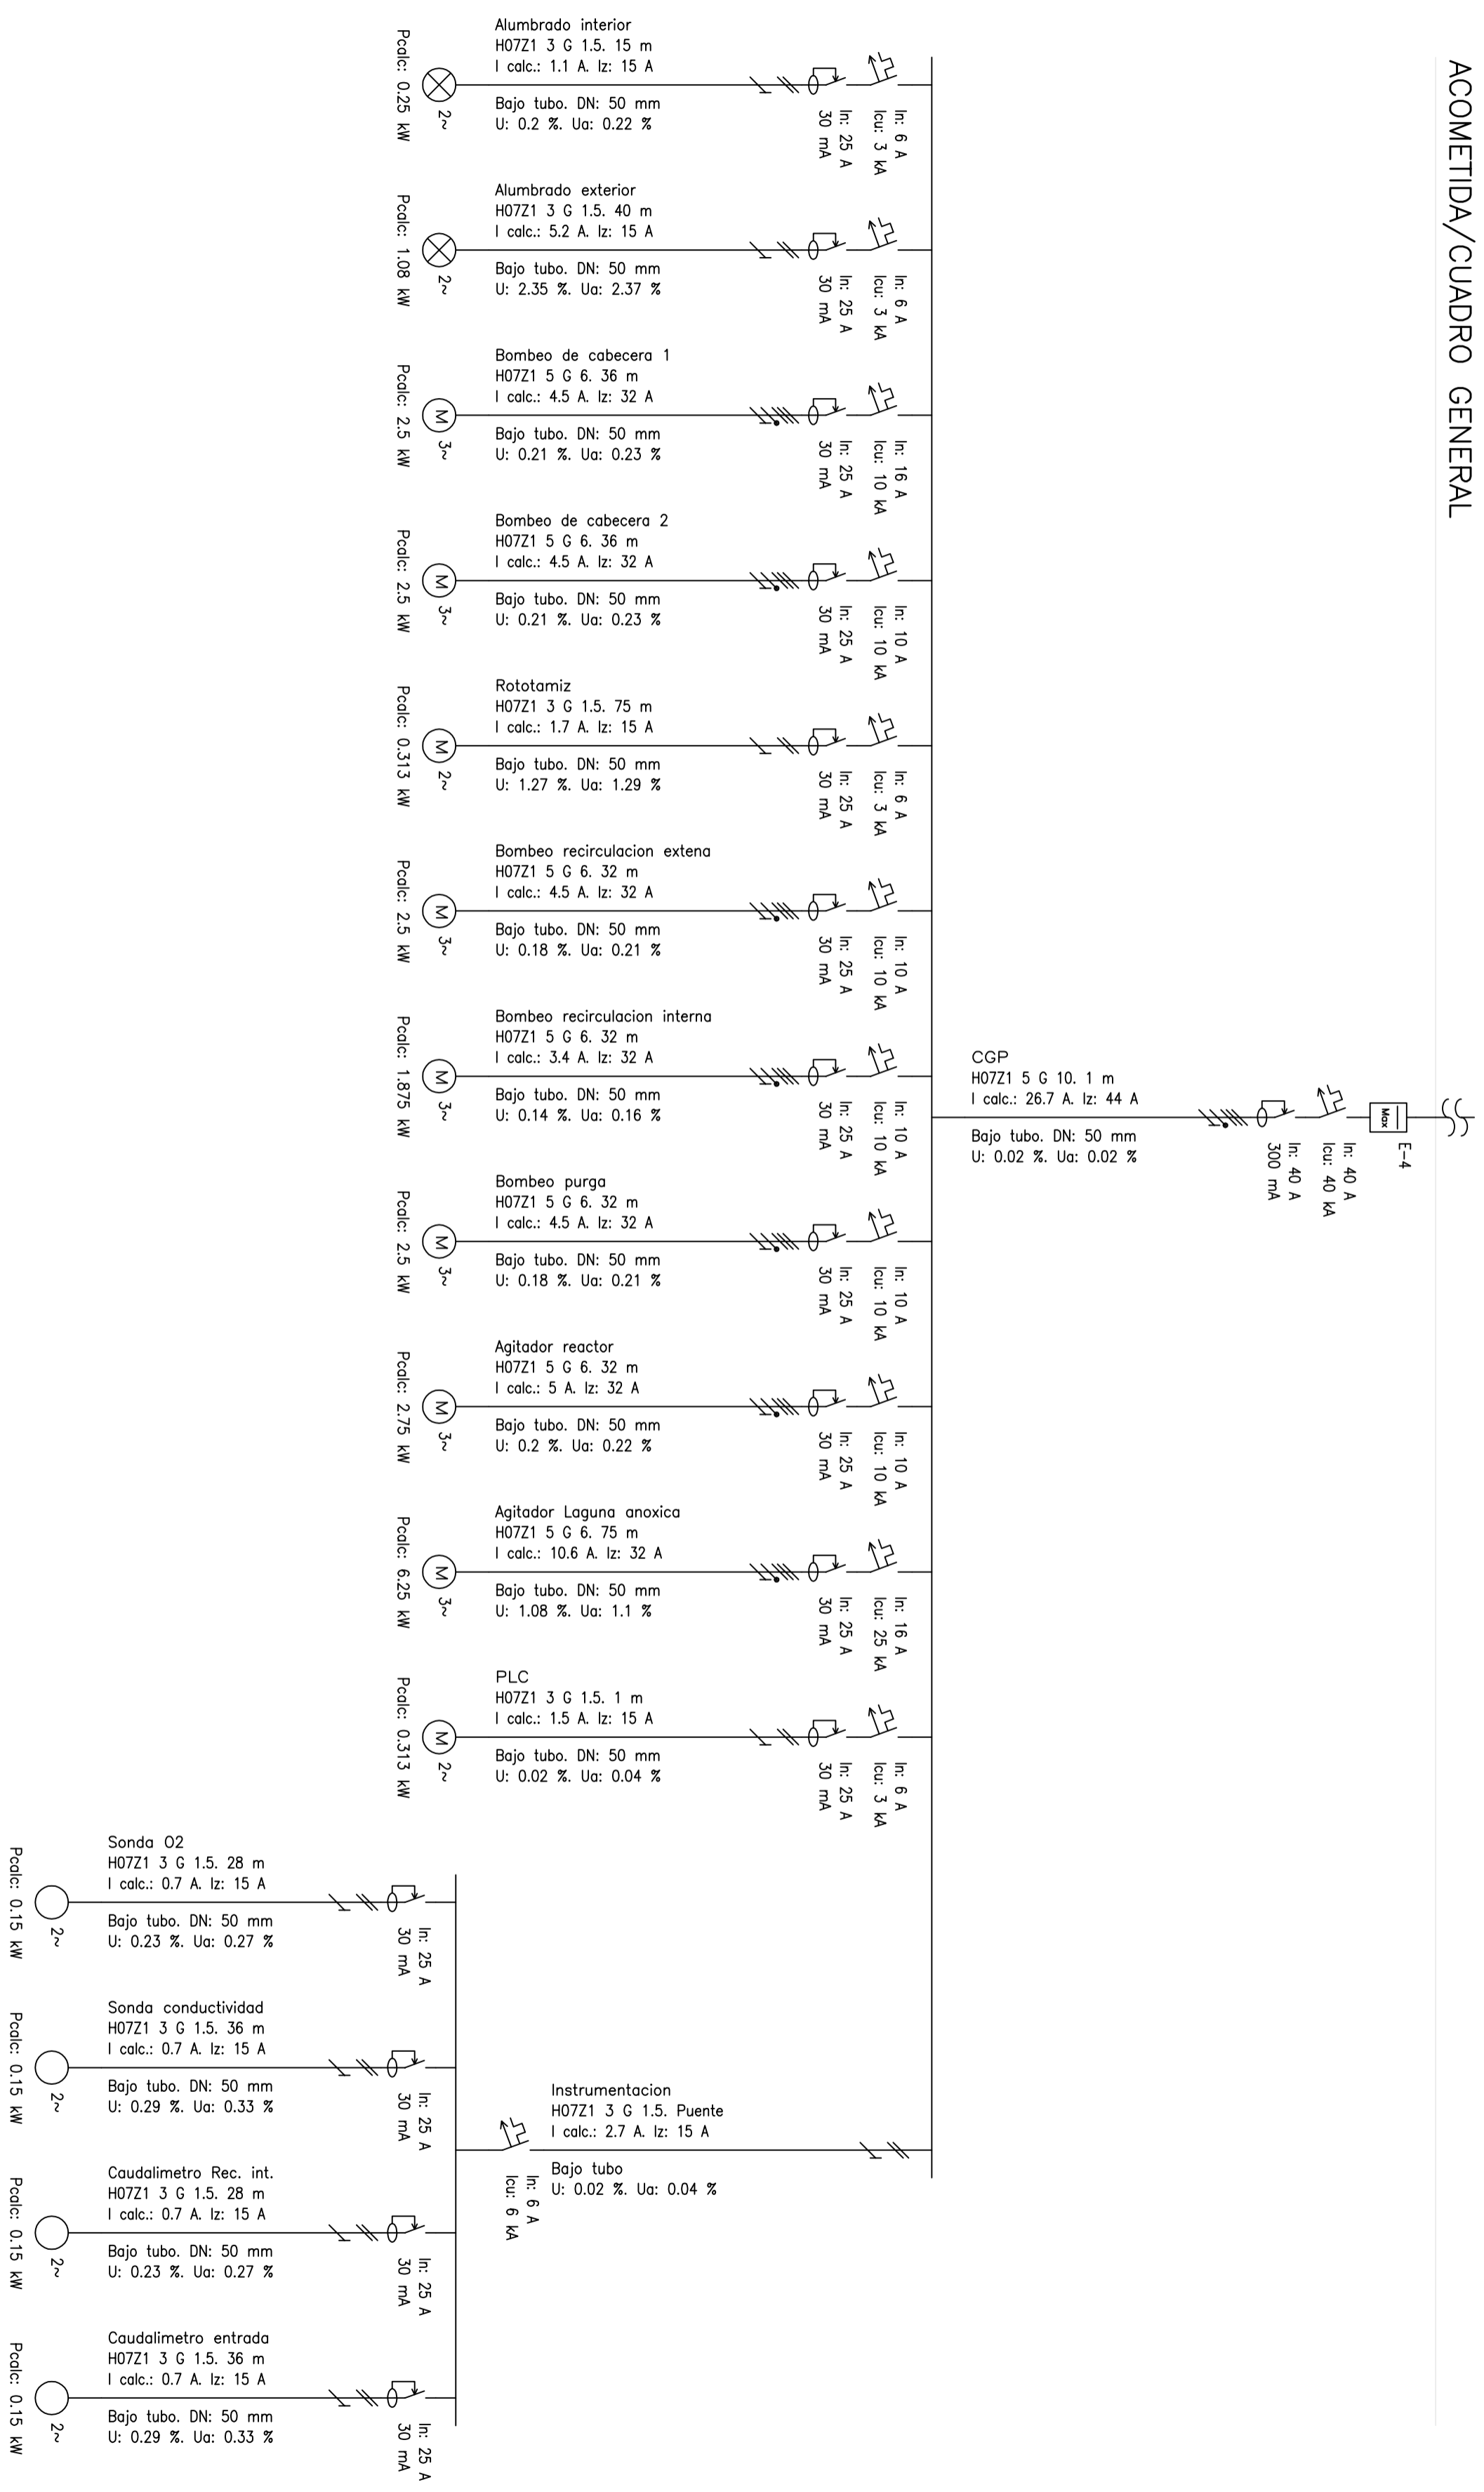 ACOMETIDA/CUADRO GENERAL
E-4
Max
In: 40 A
Icu: 40 kA
In: 40 A
300 mA
CGP
H07Z1 5 G 10. 1 m
I calc.: 26.7 A. Iz: 44 A
Bajo tubo. DN: 50 mm
U: 0.02 %. Ua: 0.02 %
Alumbrado interior
H07Z1 3 G 1.5. 15 m
I calc.: 1.1 A. Iz: 15 A
Bajo tubo. DN: 50 mm
U: 0.2 %. Ua: 0.22 %
In: 6 A
Icu: 3 kA
In: 25 A
30 mA
2~
Pcalc: 0.25 kW
Alumbrado exterior
H07Z1 3 G 1.5. 40 m
I calc.: 5.2 A. Iz: 15 A
Bajo tubo. DN: 50 mm
U: 2.35 %. Ua: 2.37 %
In: 6 A
Icu: 3 kA
In: 25 A
30 mA
2~
Pcalc: 1.08 kW
Bombeo de cabecera 1
H07Z1 5 G 6. 36 m
I calc.: 4.5 A. Iz: 32 A
Bajo tubo. DN: 50 mm
U: 0.21 %. Ua: 0.23 %
In: 16 A
Icu: 10 kA
In: 25 A
30 mA
M
3~
Pcalc: 2.5 kW
Bombeo de cabecera 2
H07Z1 5 G 6. 36 m
I calc.: 4.5 A. Iz: 32 A
Bajo tubo. DN: 50 mm
U: 0.21 %. Ua: 0.23 %
In: 10 A
Icu: 10 kA
In: 25 A
30 mA
M
3~
Pcalc: 2.5 kW
Rototamiz
H07Z1 3 G 1.5. 75 m
I calc.: 1.7 A. Iz: 15 A
Bajo tubo. DN: 50 mm
U: 1.27 %. Ua: 1.29 %
In: 6 A
Icu: 3 kA
In: 25 A
30 mA
M
2~
Pcalc: 0.313 kW
Bombeo recirculacion extena
H07Z1 5 G 6. 32 m
I calc.: 4.5 A. Iz: 32 A
Bajo tubo. DN: 50 mm
U: 0.18 %. Ua: 0.21 %
In: 10 A
Icu: 10 kA
In: 25 A
30 mA
M
3~
Pcalc: 2.5 kW
Bombeo recirculacion interna
H07Z1 5 G 6. 32 m
I calc.: 3.4 A. Iz: 32 A
Bajo tubo. DN: 50 mm
U: 0.14 %. Ua: 0.16 %
In: 10 A
Icu: 10 kA
In: 25 A
30 mA
M
3~
Pcalc: 1.875 kW
Bombeo purga
H07Z1 5 G 6. 32 m
I calc.: 4.5 A. Iz: 32 A
Bajo tubo. DN: 50 mm
U: 0.18 %. Ua: 0.21 %
In: 10 A
Icu: 10 kA
In: 25 A
30 mA
M
3~
Pcalc: 2.5 kW
Agitador reactor
H07Z1 5 G 6. 32 m
I calc.: 5 A. Iz: 32 A
Bajo tubo. DN: 50 mm
U: 0.2 %. Ua: 0.22 %
In: 10 A
Icu: 10 kA
In: 25 A
30 mA
M
3~
Pcalc: 2.75 kW
Agitador Laguna anoxica
H07Z1 5 G 6. 75 m
I calc.: 10.6 A. Iz: 32 A
Bajo tubo. DN: 50 mm
U: 1.08 %. Ua: 1.1 %
In: 16 A
Icu: 25 kA
In: 25 A
30 mA
M
3~
Pcalc: 6.25 kW
PLC
H07Z1 3 G 1.5. 1 m
I calc.: 1.5 A. Iz: 15 A
Bajo tubo. DN: 50 mm
U: 0.02 %. Ua: 0.04 %
In: 6 A
Icu: 3 kA
In: 25 A
30 mA
M
2~
Pcalc: 0.313 kW
Instrumentacion
H07Z1 3 G 1.5. Puente
I calc.: 2.7 A. Iz: 15 A
Bajo tubo
U: 0.02 %. Ua: 0.04 %
In: 6 A
Icu: 6 kA
Sonda O2
H07Z1 3 G 1.5. 28 m
I calc.: 0.7 A. Iz: 15 A
Bajo tubo. DN: 50 mm
U: 0.23 %. Ua: 0.27 %
In: 25 A
30 mA
2~
Pcalc: 0.15 kW
Sonda conductividad
H07Z1 3 G 1.5. 36 m
I calc.: 0.7 A. Iz: 15 A
Bajo tubo. DN: 50 mm
U: 0.29 %. Ua: 0.33 %
In: 25 A
30 mA
2~
Pcalc: 0.15 kW
Caudalimetro Rec. int.
H07Z1 3 G 1.5. 28 m
I calc.: 0.7 A. Iz: 15 A
Bajo tubo. DN: 50 mm
U: 0.23 %. Ua: 0.27 %
In: 25 A
30 mA
2~
Pcalc: 0.15 kW
Caudalimetro entrada
H07Z1 3 G 1.5. 36 m
I calc.: 0.7 A. Iz: 15 A
Bajo tubo. DN: 50 mm
U: 0.29 %. Ua: 0.33 %
In: 25 A
30 mA
2~
Pcalc: 0.15 kW